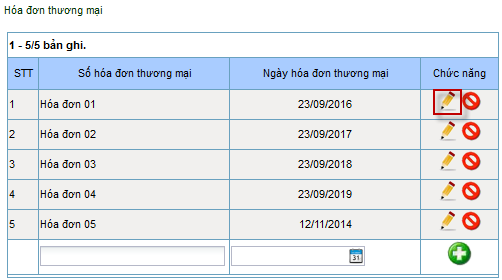 Hóa đơn thương mại
1 - 5/5 bản ghi.
STT Số hóa đơn thương mại Ngày hóa đơn thương mại Chức năng
1 Hóa đơn 01 23/09/2016
2 Hóa đơn 02 23/09/2017
3 Hóa đơn 03 23/09/2018
4 Hóa đơn 04 23/09/2019
5 Hóa đơn 05 12/11/2014
31